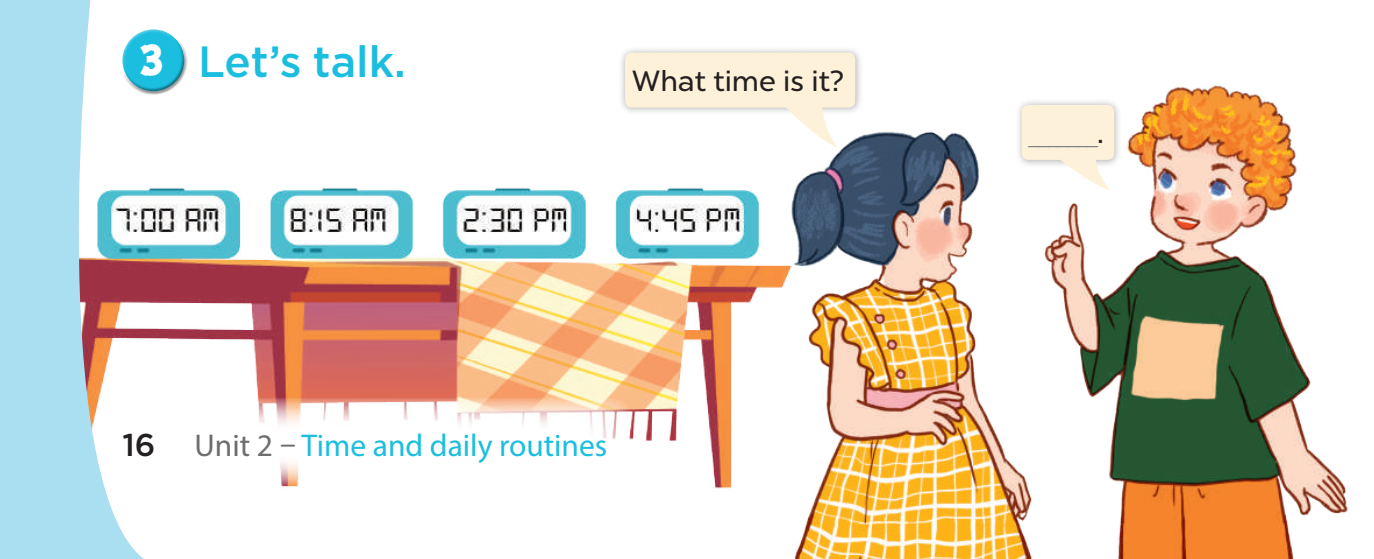 3 Let's talk.
What time is it?
______.
7:00 AM
8:15 AM
2:30 PM
4:45 PM
16 Unit 2 – Time and daily routines